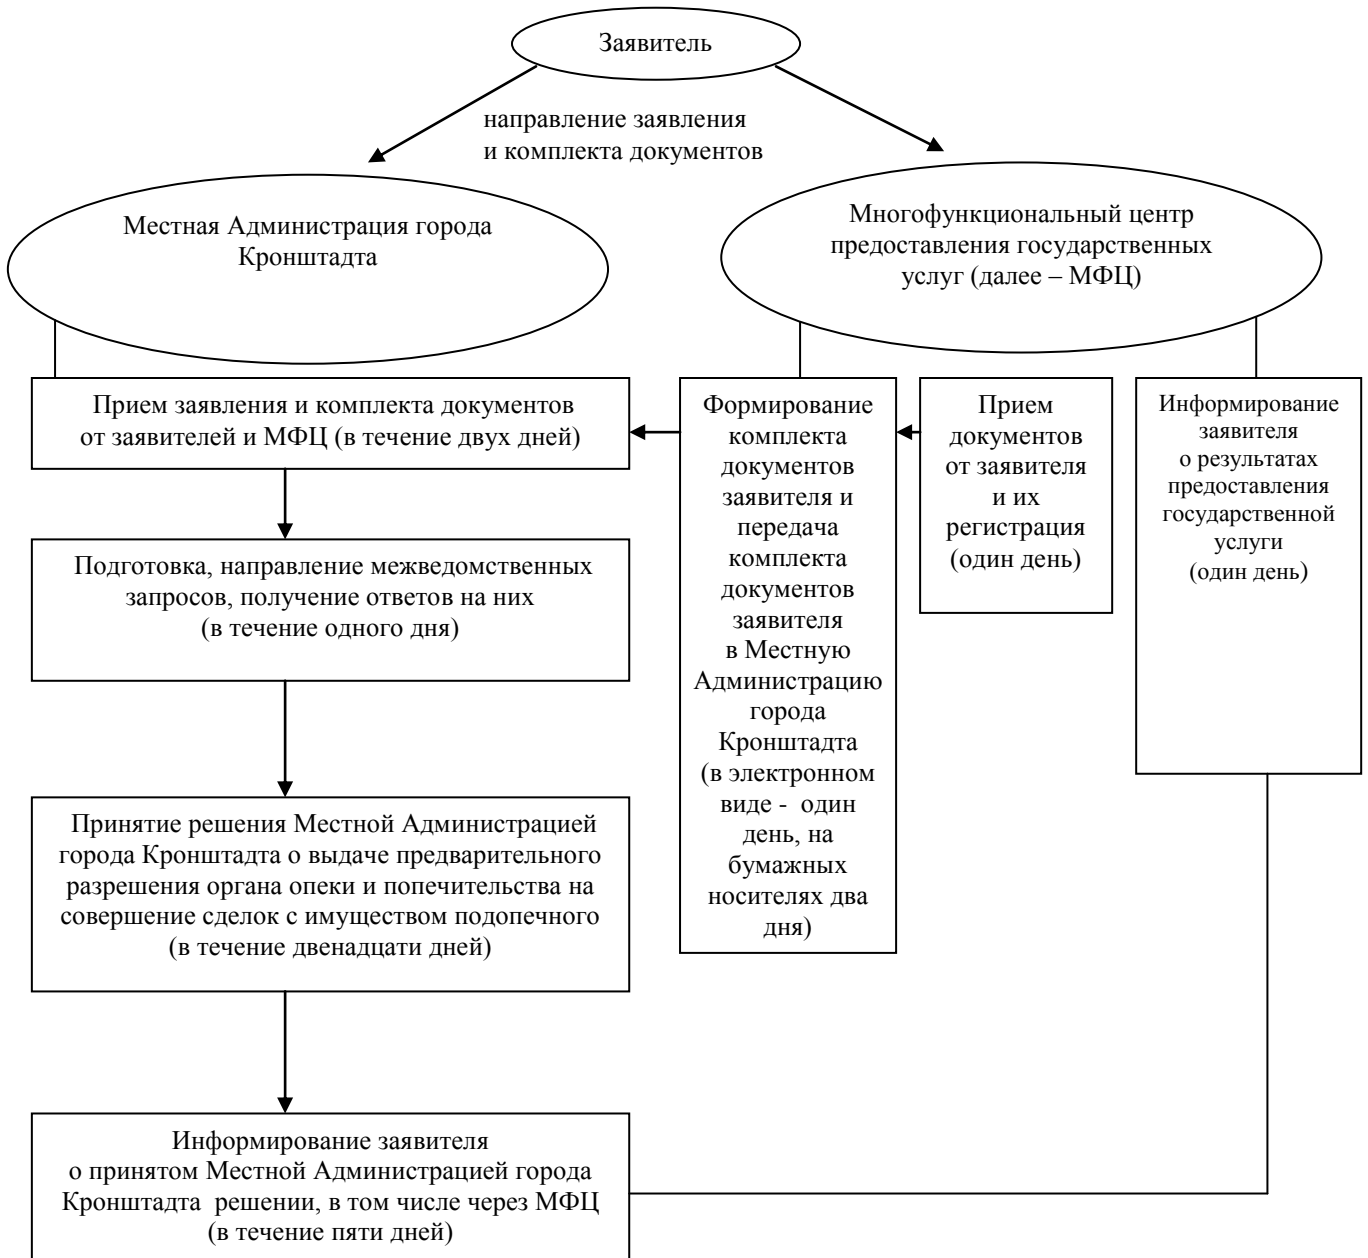 Заявитель
направление заявления
и комплекта документов
Местная Администрация города
Кронштадта
Многофункциональный центр
предоставления государственных
услуг (далее – МФЦ)
Прием заявления и комплекта документов
от заявителей и МФЦ (в течение двух дней)
Формирование
комплекта
документов
заявителя и
передача
комплекта
документов
заявителя
в Местную
Администрацию
города
Кронштадта
(в электронном
виде - один
день, на
бумажных
носителях два
дня)
Прием
документов
от заявителя
и их
регистрация
(один день)
Информирование
заявителя
о результатах
предоставления
государственной
услуги
(один день)
Подготовка, направление межведомственных
запросов, получение ответов на них
(в течение одного дня)
Принятие решения Местной Администрацией
города Кронштадта о выдаче предварительного
разрешения органа опеки и попечительства на
совершение сделок с имуществом подопечного
(в течение двенадцати дней)
Информирование заявителя
о принятом Местной Администрацией города
Кронштадта решении, в том числе через МФЦ
(в течение пяти дней)